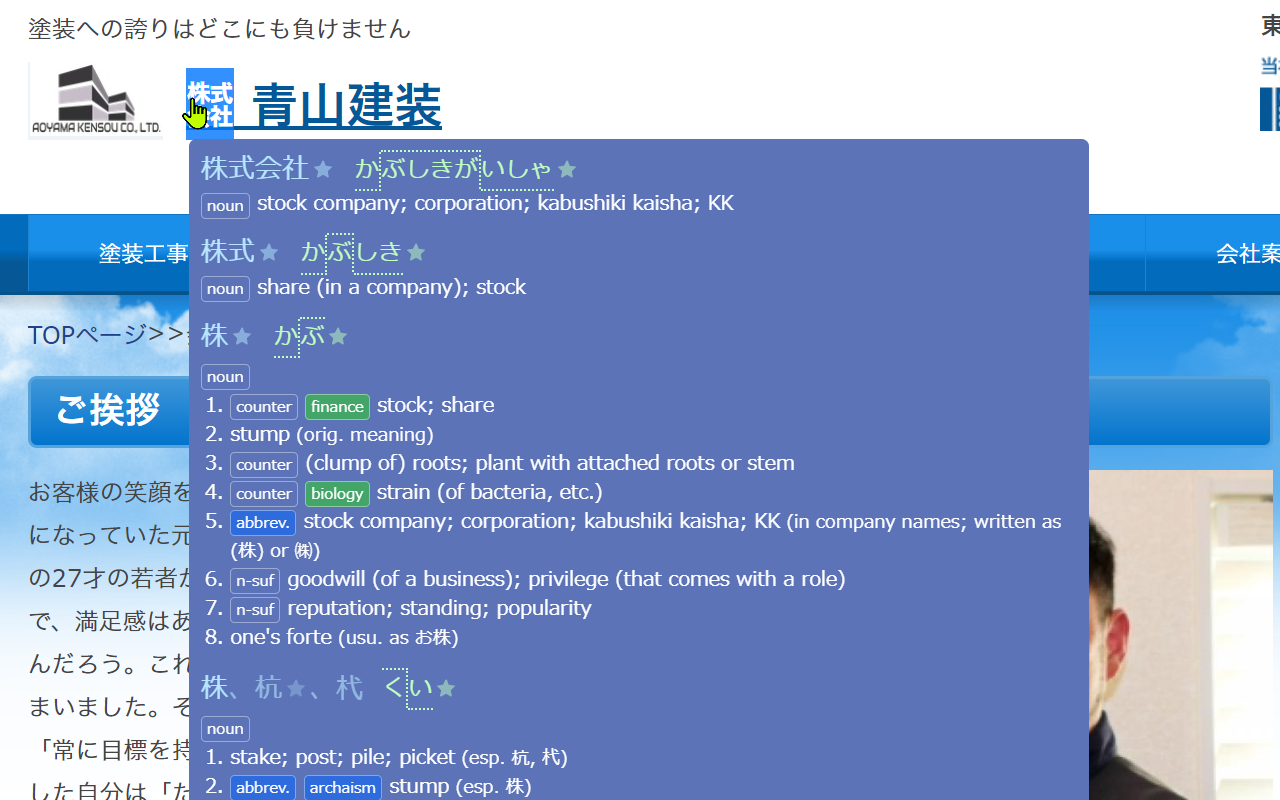 塗装への誇りはどこにも負けません
東
当
AOYAMA KENSOU CO., LTD.
株式会社 青山建装
株式会社★ かぶしきがいしゃ★
noun stock company; corporation; kabushiki kaisha; KK
株式★ かぶしき★
noun share (in a company); stock
塗装工事
会社案
TOPページ>>
株★ かぶ★
noun
1. counter finance stock; share
2. stump (orig. meaning)
3. counter (clump of) roots; plant with attached roots or stem
4. counter biology strain (of bacteria, etc.)
5. abbrev. stock company; corporation; kabushiki kaisha; KK (in company names; written as
(株) or ㈱)
6. n-suf goodwill (of a business); privilege (that comes with a role)
7. n-suf reputation; standing; popularity
8. one's forte (usu. as お株)
株、杭★、杙 くい★
noun
1. stake; post; pile; picket (esp. 杭, 杙)
2. abbrev. archaism stump (esp. 株)
ご挨拶
お客様の笑顔を
になっていた元
の27才の若者が
で、満足感はあ
んだろう。これ
まいました。そ
「常に目標を持
した自分は「た